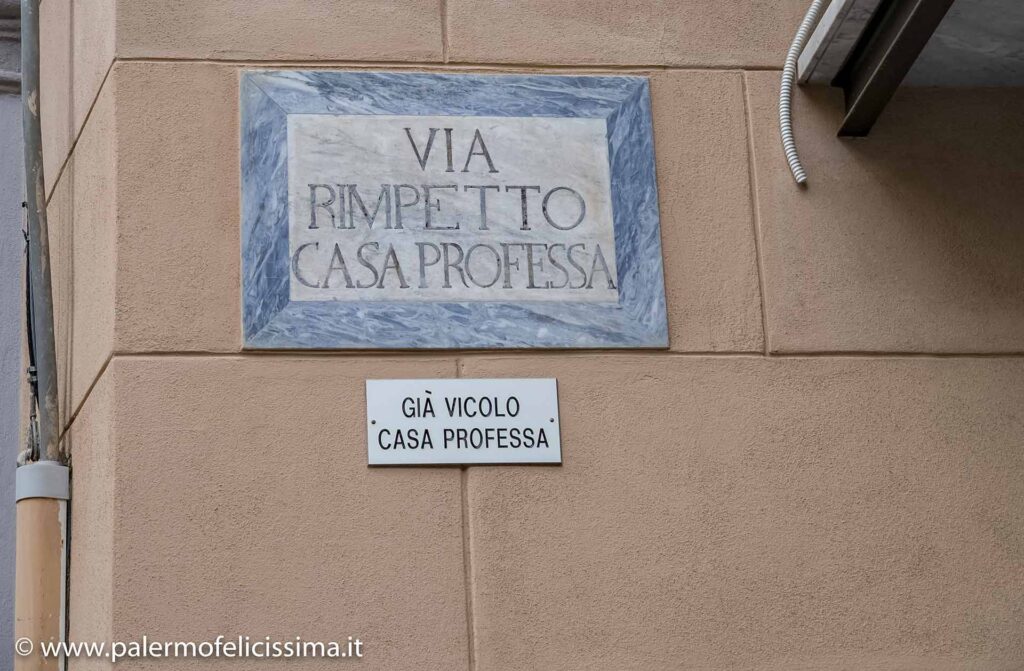 VIA
RIMPETTO
CASA PROFESSA
GIÀ VICOLO
CASA PROFESSA
© www.palermofelicissima.it